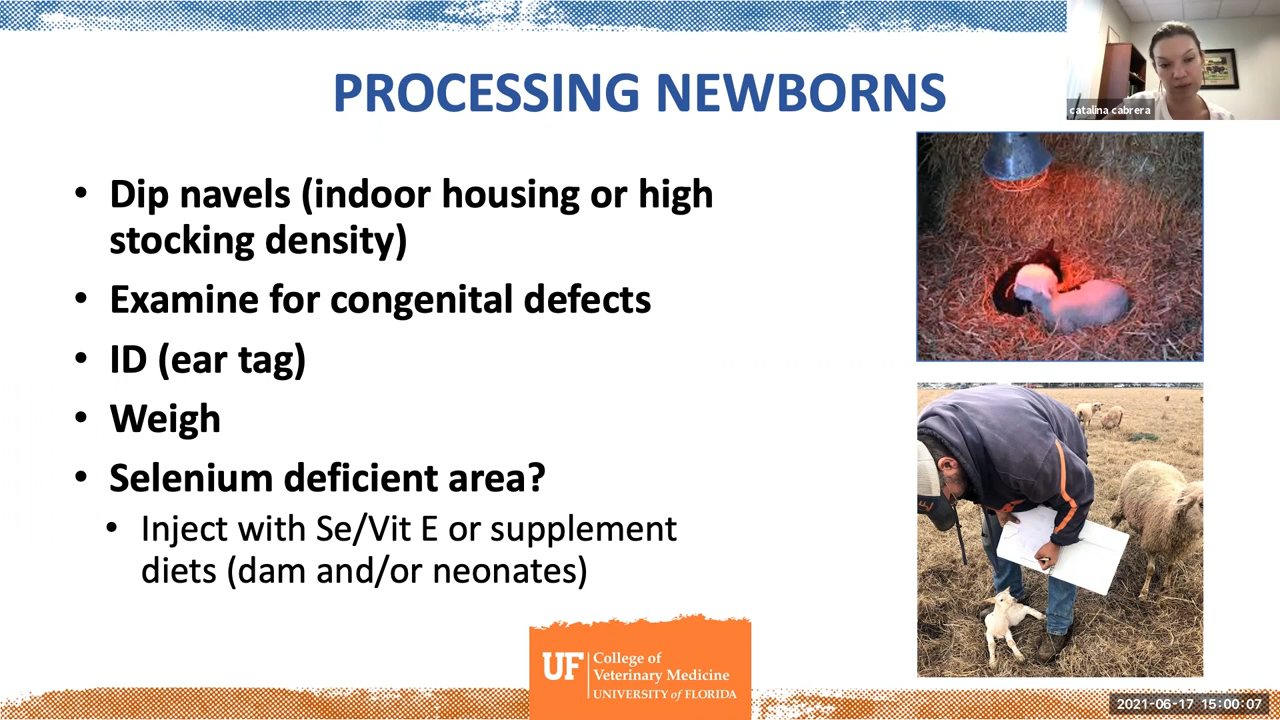 PROCESSING NEWBORNS
catalina cabrera
• Dip navels (indoor housing or high
stocking density)
• Examine for congenital defects
• ID (ear tag)
• Weigh
• Selenium deficient area?
• Inject with Se/Vit E or supplement
diets (dam and/or neonates)
UF
College of
Veterinary Medicine
UNIVERSITY of FLORIDA
2021-06-17 15:00:07